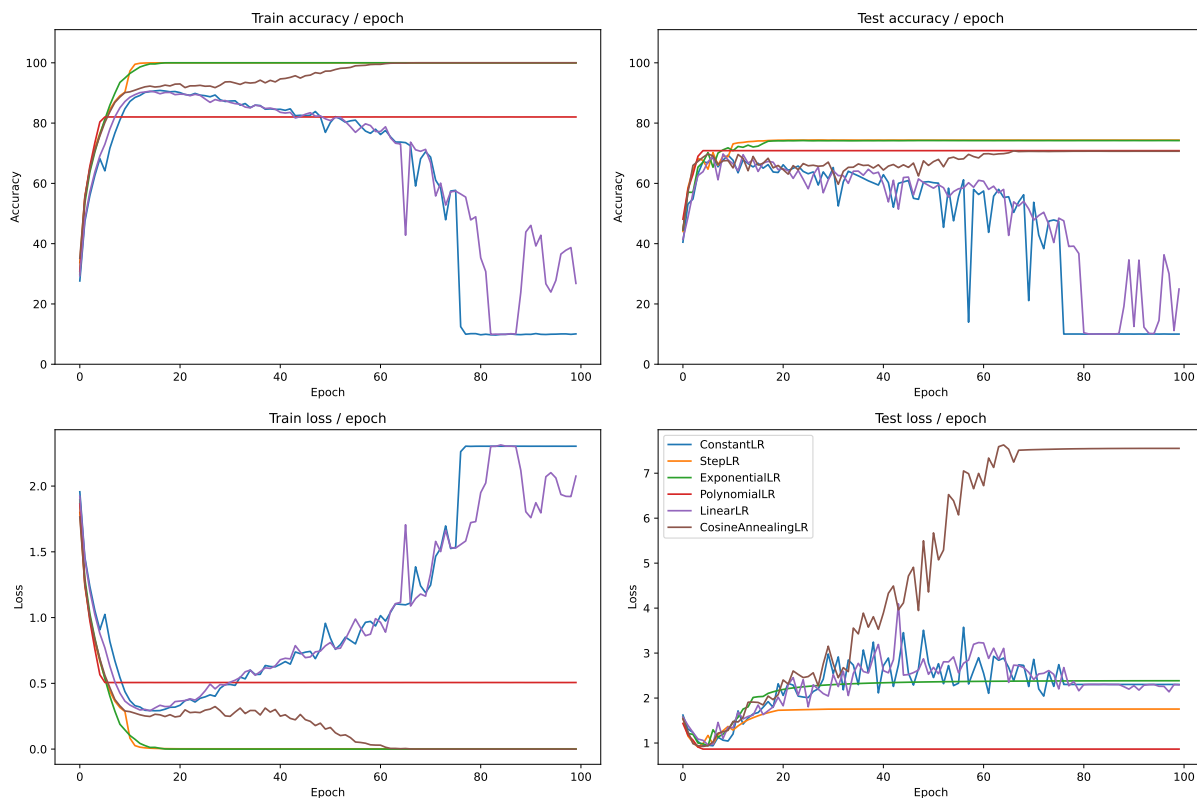 Train accuracy / epoch
Accuracy
100
80
60
40
20
0
0 20 40 60 80 100
Epoch
Test accuracy / epoch
Accuracy
100
80
60
40
20
0
0 20 40 60 80 100
Epoch
Train loss / epoch
Loss
2.0
1.5
1.0
0.5
0.0
0 20 40 60 80 100
Epoch
Test loss / epoch
Loss
7
6
5
4
3
2
1
ConstantLR
StepLR
ExponentialLR
PolynomialLR
LinearLR
CosineAnnealingLR
0 20 40 60 80 100
Epoch